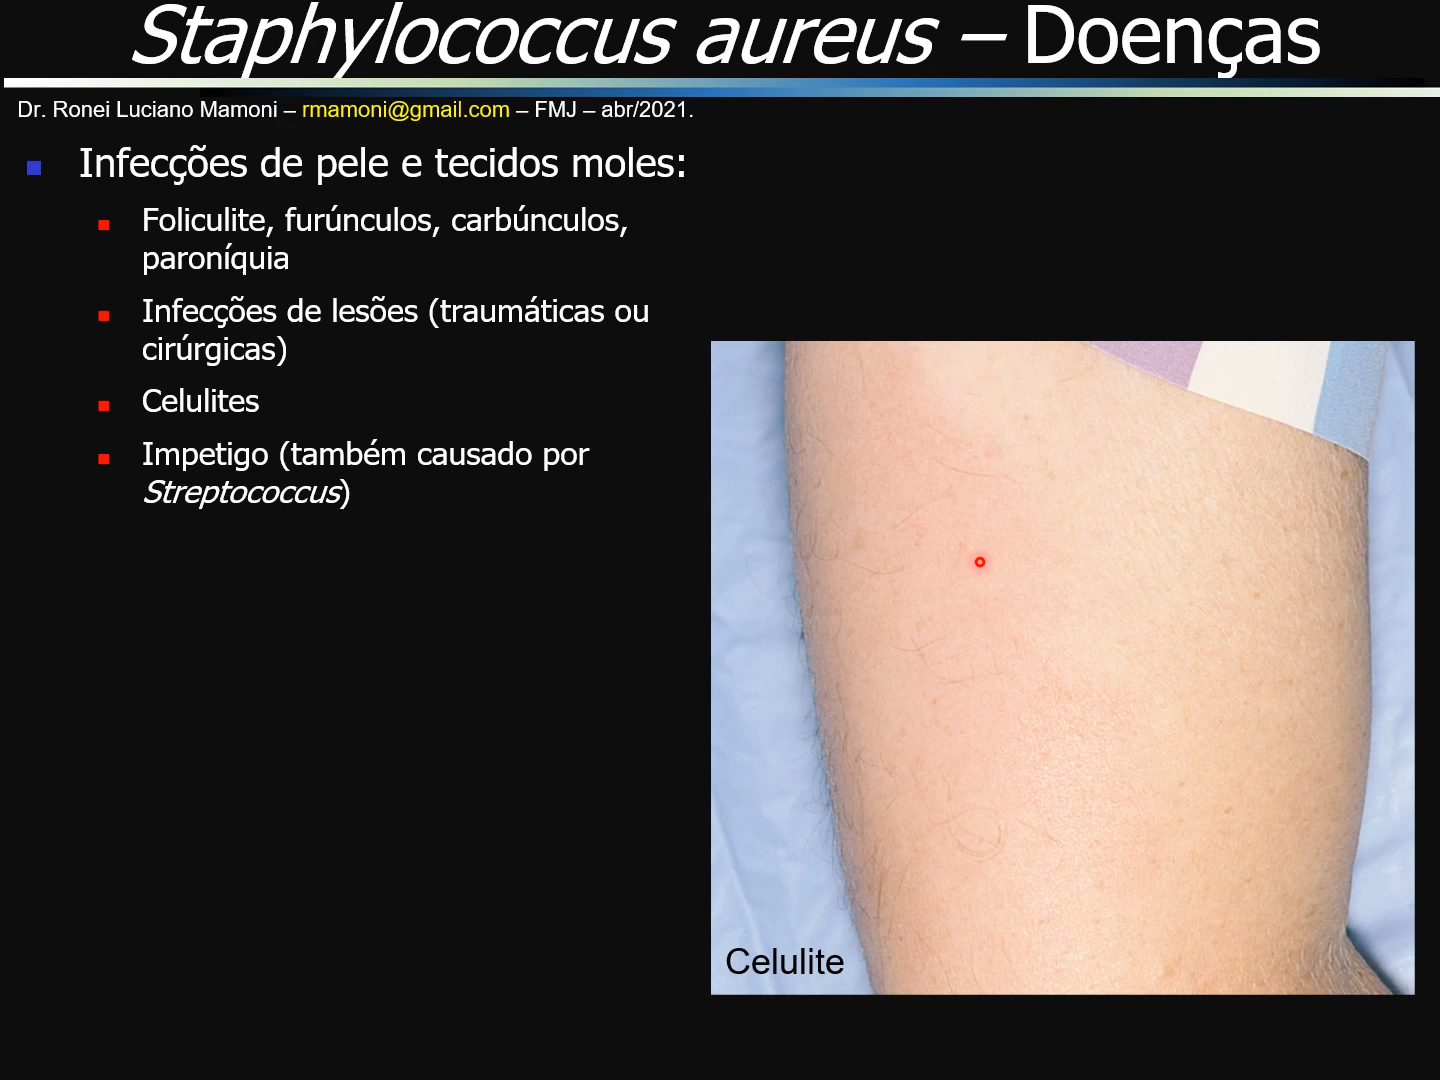 Staphylococcus aureus – Doenças
Dr. Ronei Luciano Mamoni – rmamoni@gmail.com – FMJ – abr/2021.
Infecções de pele e tecidos moles:
Foliculite, furúnculos, carbúnculos,
paroníquia
Infecções de lesões (traumáticas ou
cirúrgicas)
Celulites
Impetigo (também causado por
Streptococcus)
Celulite